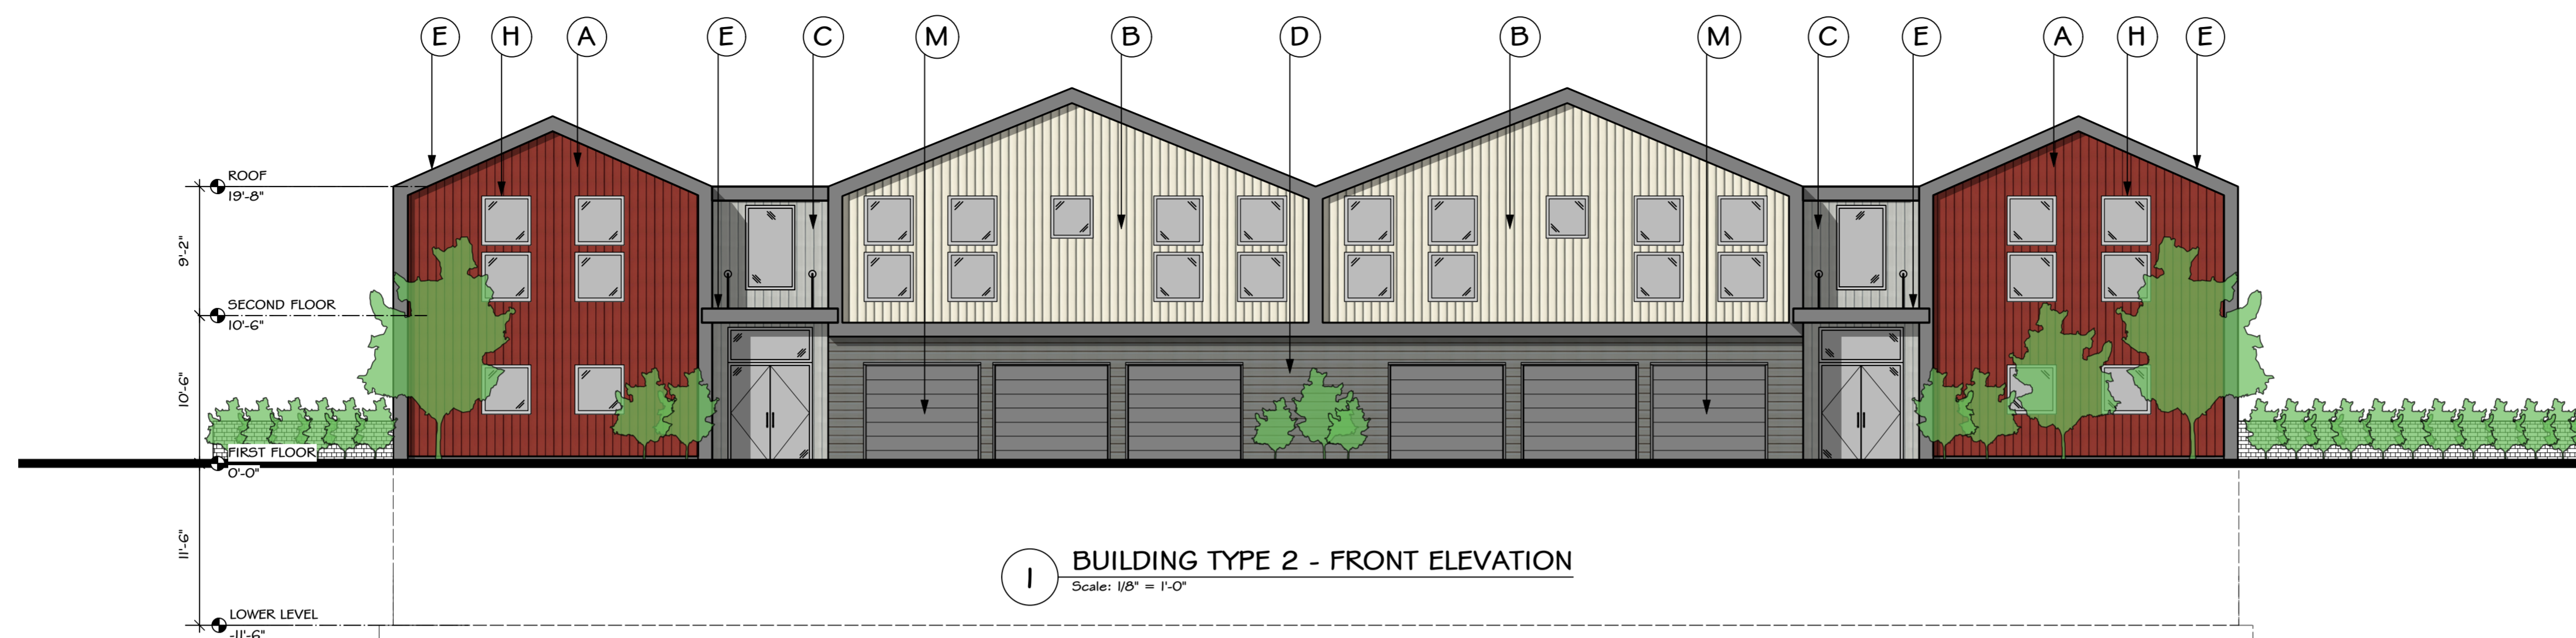 E H A E C M B D B M C E A H E
ROOF
19'-8"
9'-2"
SECOND FLOOR
10'-6"
10'-6"
FIRST FLOOR
0'-0"
11'-6"
1 BUILDING TYPE 2 - FRONT ELEVATION
Scale: 1/8" = 1'-0"
LOWER LEVEL
-11'-6"